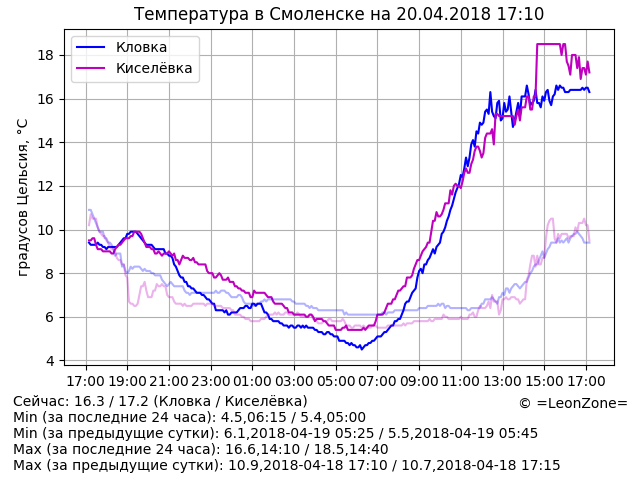 Температура в Смоленске на 20.04.2018 17:10
Кловка
Киселёвка
градусов Цельсия, °C
18
16
14
12
10
8
6
4
17:00 19:00 21:00 23:00 01:00 03:00 05:00 07:00 09:00 11:00 13:00 15:00 17:00
Сейчас: 16.3 / 17.2 (Кловка / Киселёвка)
© =LeonZone=
Min (за последние 24 часа): 4.5,06:15 / 5.4,05:00
Min (за предыдущие сутки): 6.1,2018-04-19 05:25 / 5.5,2018-04-19 05:45
Max (за последние 24 часа): 16.6,14:10 / 18.5,14:40
Max (за предыдущие сутки): 10.9,2018-04-18 17:10 / 10.7,2018-04-18 17:15